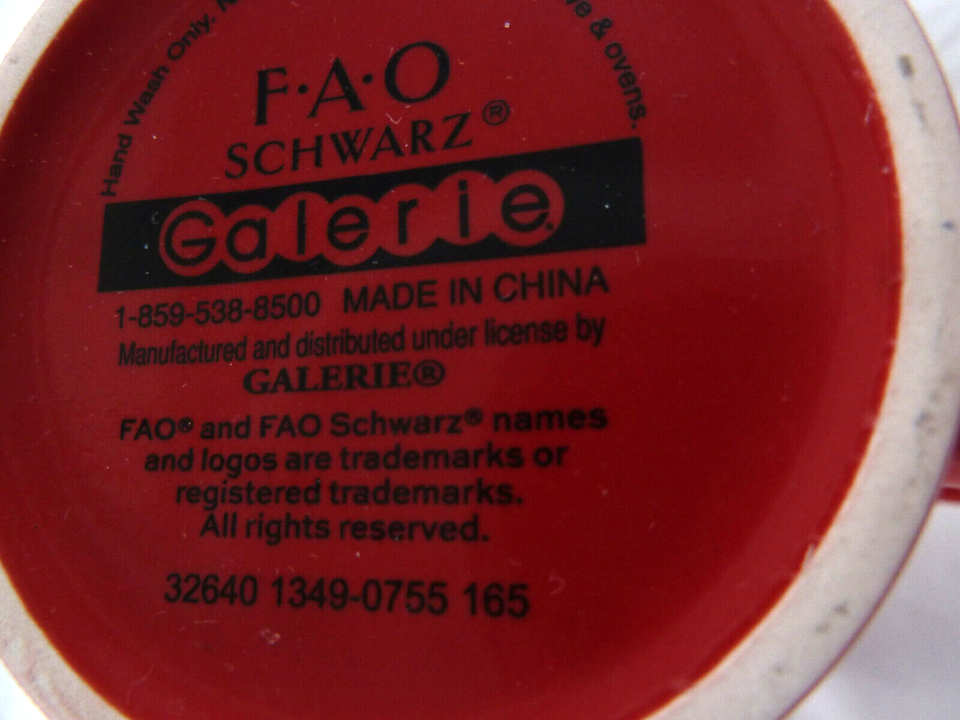 Hand Wash Only.
& ovens.
F·A·O
SCHWARZ®
Galerie®
1-859-538-8500 MADE IN CHINA
Manufactured and distributed under license by
GALERIE®
FAO® and FAO Schwarz® names
and logos are trademarks or
registered trademarks.
All rights reserved.
32640 1349-0755 165